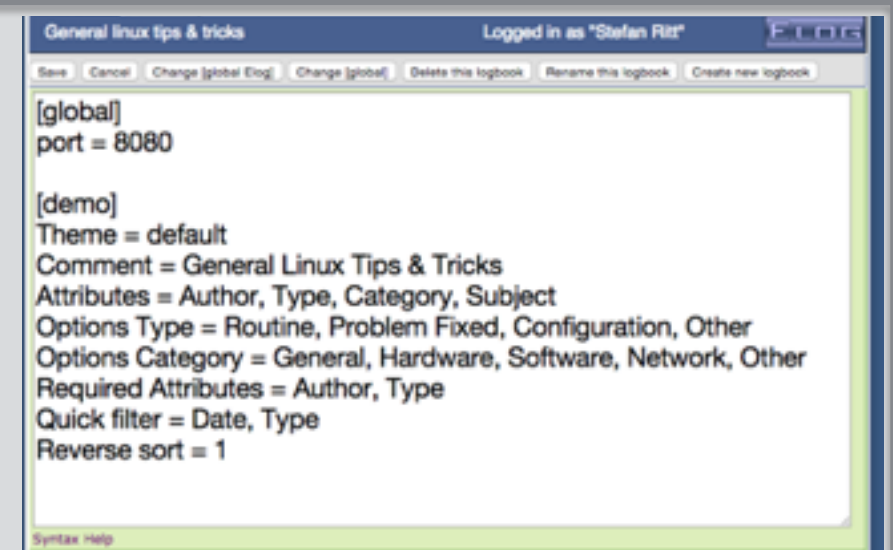 General linux tips & tricks Logged in as "Stefan Ritt" ELOG
Save Cancel Change [global Elog] Change [global] Delete this logbook Rename this logbook Create new logbook
[global]
port = 8080
[demo]
Theme = default
Comment = General Linux Tips & Tricks
Attributes = Author, Type, Category, Subject
Options Type = Routine, Problem Fixed, Configuration, Other
Options Category = General, Hardware, Software, Network, Other
Required Attributes = Author, Type
Quick filter = Date, Type
Reverse sort = 1
Syntax Help